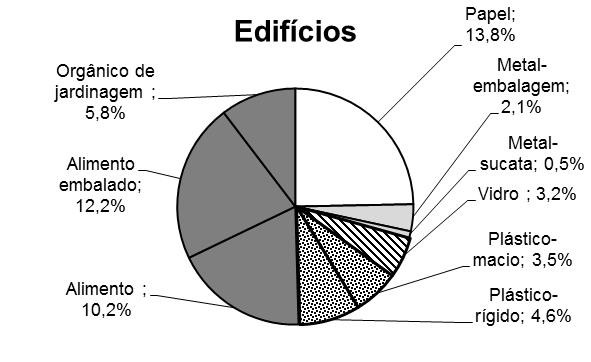 Edifícios
Papel;
13,8%
Metal-
embalagem;
2,1%
Metal-
sucata; 0,5%
Vidro ; 3,2%
Plástico-
macio; 3,5%
Plástico-
rígido; 4,6%
Alimento ;
10,2%
Alimento
embalado;
12,2%
Orgânico de
jardinagem ;
5,8%